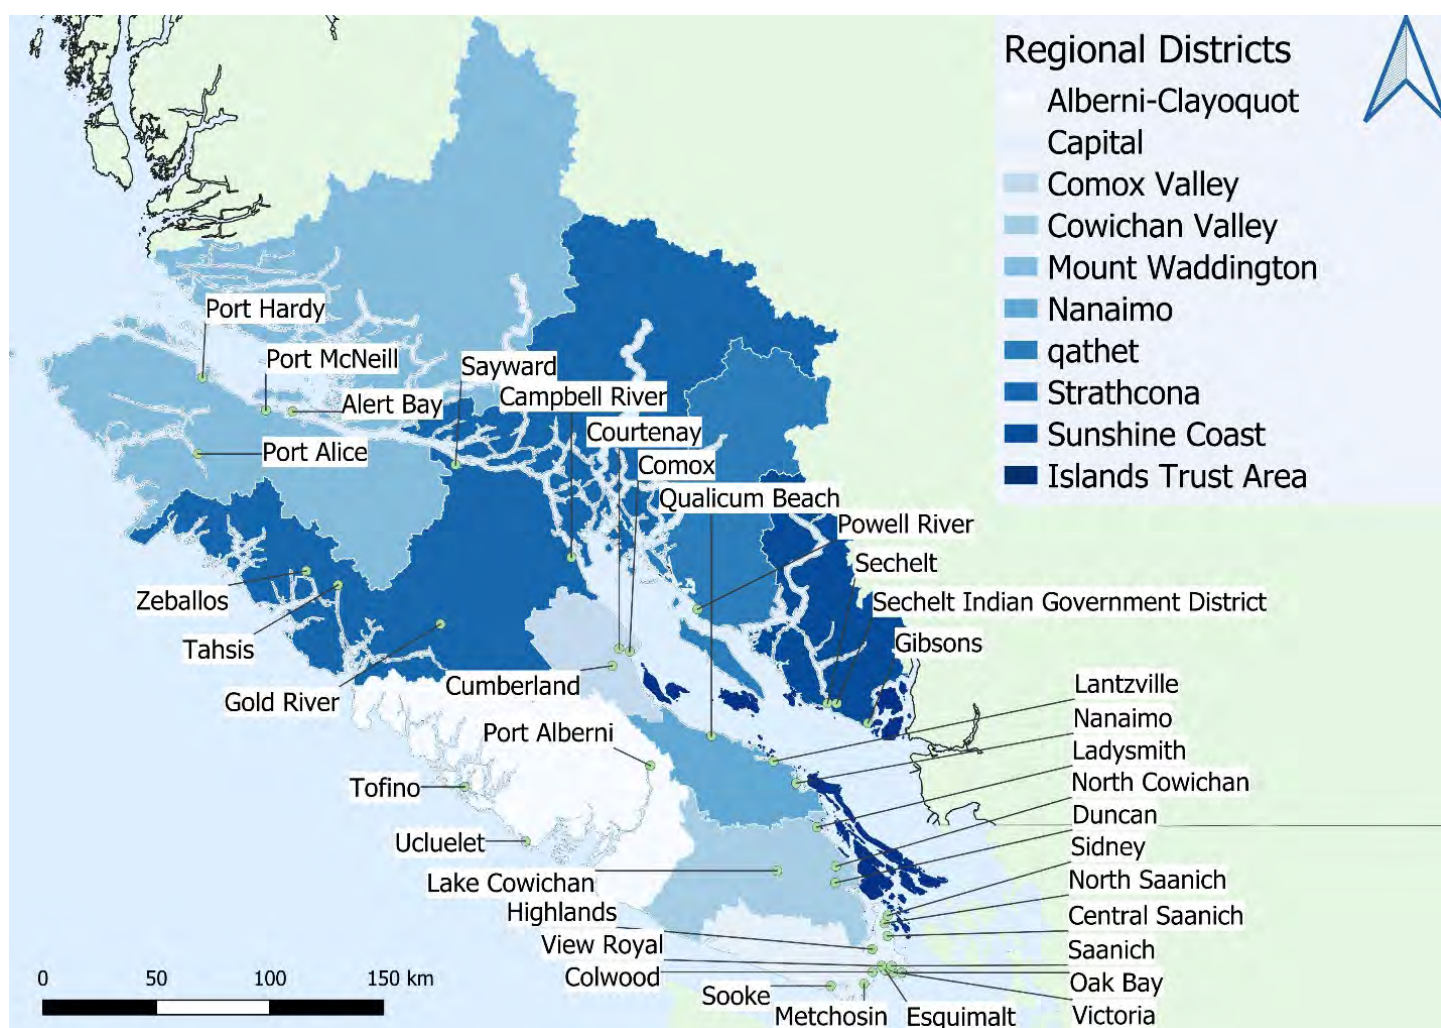 Regional Districts
Alberni-Clayoquot
Capital
Comox Valley
Cowichan Valley
Mount Waddington
Nanaimo
qathet
Strathcona
Sunshine Coast
Islands Trust Area
Port Hardy
Port McNeill
Alert Bay
Port Alice
Sayward
Campbell River
Courtenay
Comox
Qualicum Beach
Powell River
Sechelt
Sechelt Indian Government District
Gibsons
Zeballos
Tahsis
Gold River
Cumberland
Port Alberni
Tofino
Ucluelet
Lake Cowichan
Highlands
View Royal
Colwood
Sooke
Metchosin
Esquimalt
Lantzville
Nanaimo
Ladysmith
North Cowichan
Duncan
Sidney
North Saanich
Central Saanich
Saanich
Oak Bay
Victoria
0 50 100 150 km